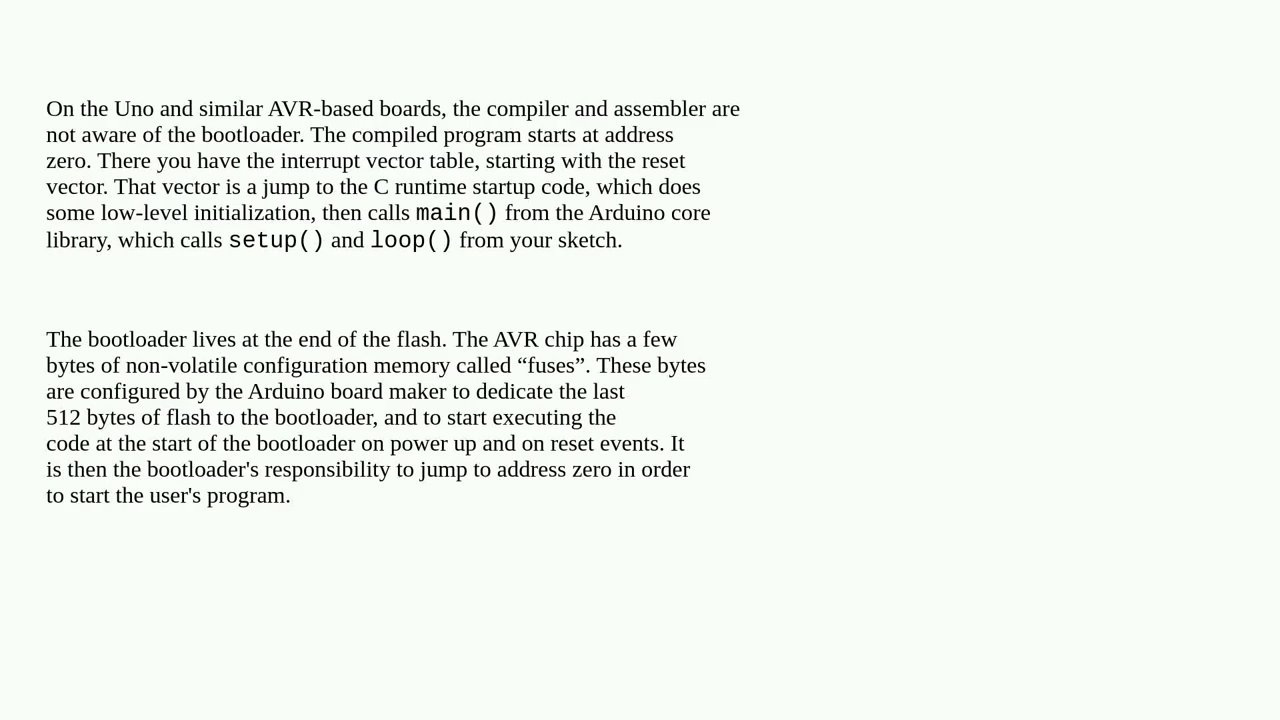 On the Uno and similar AVR-based boards, the compiler and assembler are
not aware of the bootloader. The compiled program starts at address
zero. There you have the interrupt vector table, starting with the reset
vector. That vector is a jump to the C runtime startup code, which does
some low-level initialization, then calls main() from the Arduino core
library, which calls setup() and loop() from your sketch.
The bootloader lives at the end of the flash. The AVR chip has a few
bytes of non-volatile configuration memory called “fuses”. These bytes
are configured by the Arduino board maker to dedicate the last
512 bytes of flash to the bootloader, and to start executing the
code at the start of the bootloader on power up and on reset events. It
is then the bootloader's responsibility to jump to address zero in order
to start the user's program.